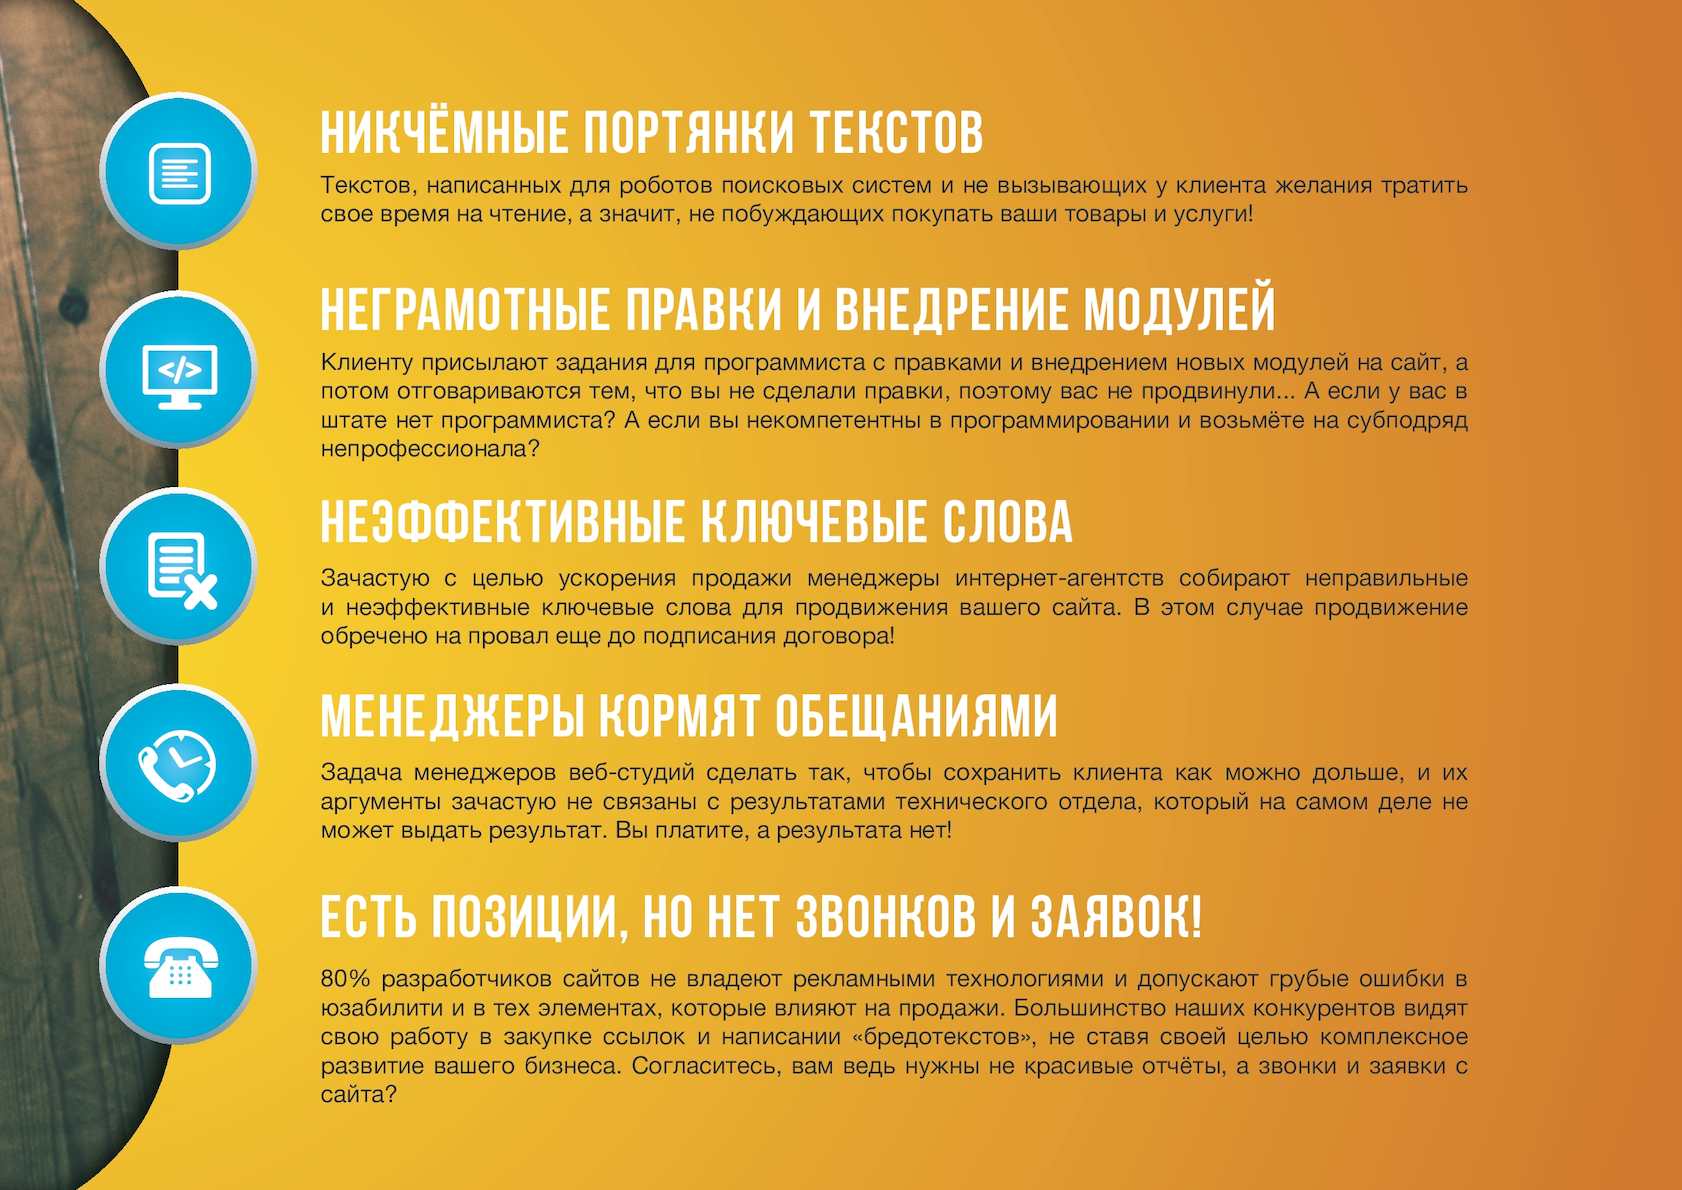 НИКЧЁМНЫЕ ПОРТЯНКИ ТЕКСТОВ
Текстов, написанных для роботов поисковых систем и не вызывающих у клиента желания тратить
свое время на чтение, а значит, не побуждающих покупать ваши товары и услуги!
НЕГРАМОТНЫЕ ПРАВКИ И ВНЕДРЕНИЕ МОДУЛЕЙ
Клиенту присылают задания для программиста с правками и внедрением новых модулей на сайт, а
потом отговариваются тем, что вы не сделали правки, поэтому вас не продвинули... А если у вас в
штате нет программиста? А если вы некомпетентны в программировании и возьмёте на субподряд
непрофессионала?
НЕЭФФЕКТИВНЫЕ КЛЮЧЕВЫЕ СЛОВА
Зачастую с целью ускорения продажи менеджеры интернет-агентств собирают неправильные
и неэффективные ключевые слова для продвижения вашего сайта. В этом случае продвижение
обречено на провал еще до подписания договора!
МЕНЕДЖЕРЫ КОРМЯТ ОБЕЩАНИЯМИ
Задача менеджеров веб-студий сделать так, чтобы сохранить клиента как можно дольше, и их
аргументы зачастую не связаны с результатами технического отдела, который на самом деле не
может выдать результат. Вы платите, а результата нет!
ЕСТЬ ПОЗИЦИИ, НО НЕТ ЗВОНКОВ И ЗАЯВОК!
80% разработчиков сайтов не владеют рекламными технологиями и допускают грубые ошибки в
юзабилити и в тех элементах, которые влияют на продажи. Большинство наших конкурентов видят
свою работу в закупке ссылок и написании «бредотекстов», не ставя своей целью комплексное
развитие вашего бизнеса. Согласитесь, вам ведь нужны не красивые отчёты, а звонки и заявки с
сайта?